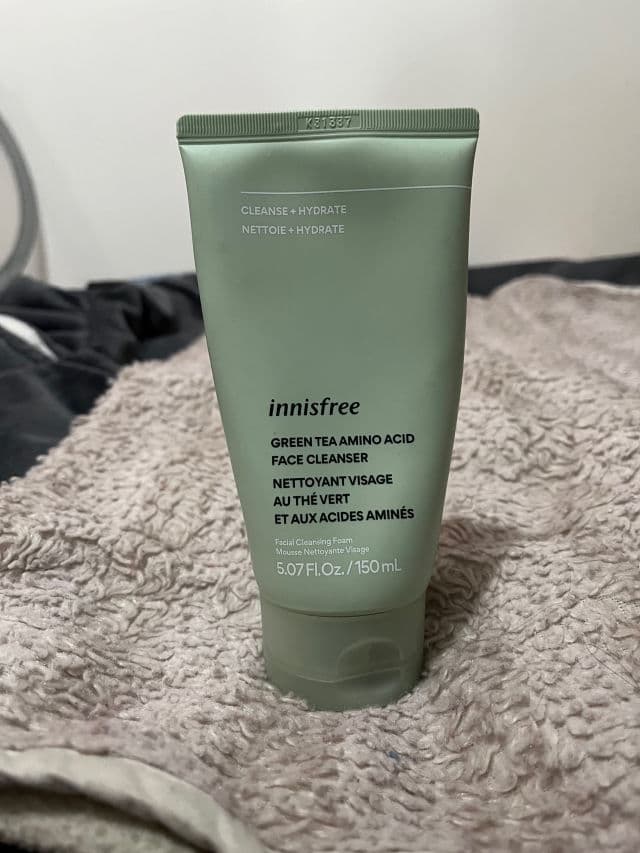 K31337
CLEANSE + HYDRATE
NETTOIE + HYDRATE
innisfree
GREEN TEA AMINO ACID
FACE CLEANSER
NETTOYANT VISAGE
AU THÉ VERT
ET AUX ACIDES AMINÉS
Facial Cleansing Foam
Mousse Nettoyante Visage
5.07 Fl.Oz. / 150 mL